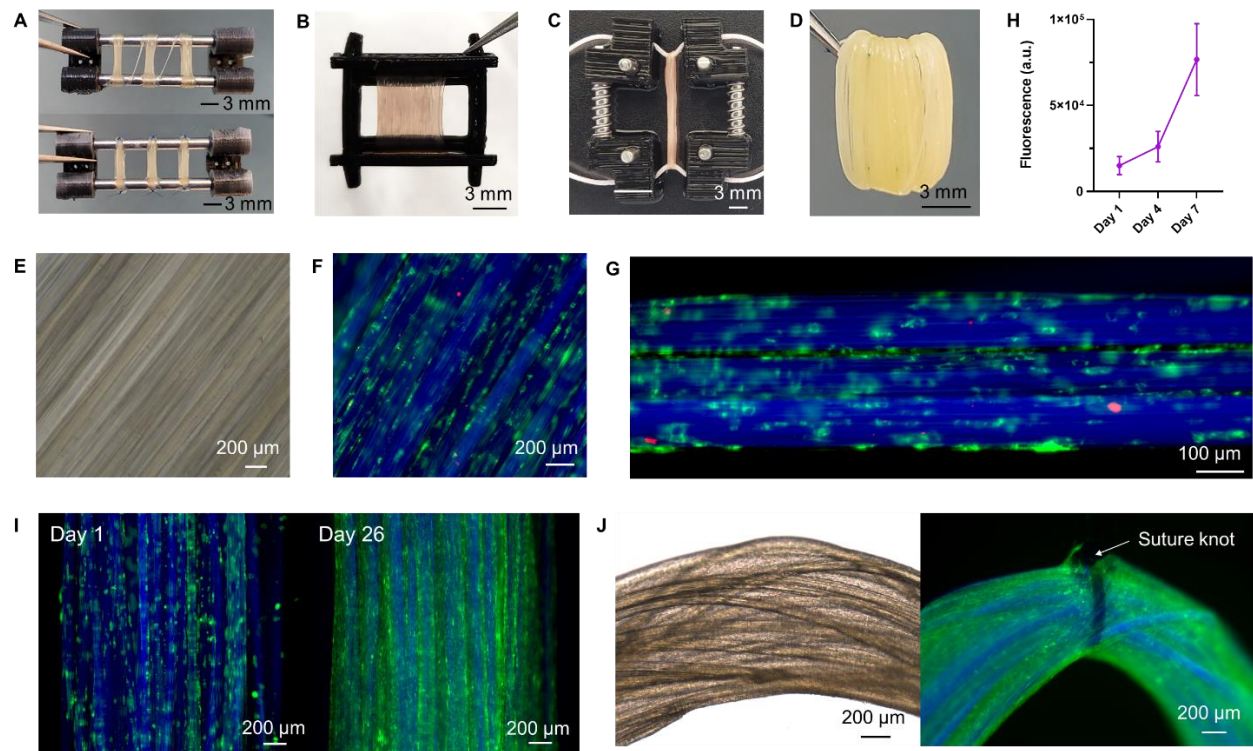 A
3 mm
3 mm
B
3 mm
C
3 mm
D
3 mm
H
Fluorescence (a.u.)
1×10⁵
5×10⁴
0
Day 1
Day 4
Day 7
E
200 µm
F
200 µm
G
100 µm
I
Day 1
200 µm
Day 26
200 µm
J
200 µm
Suture knot
200 µm